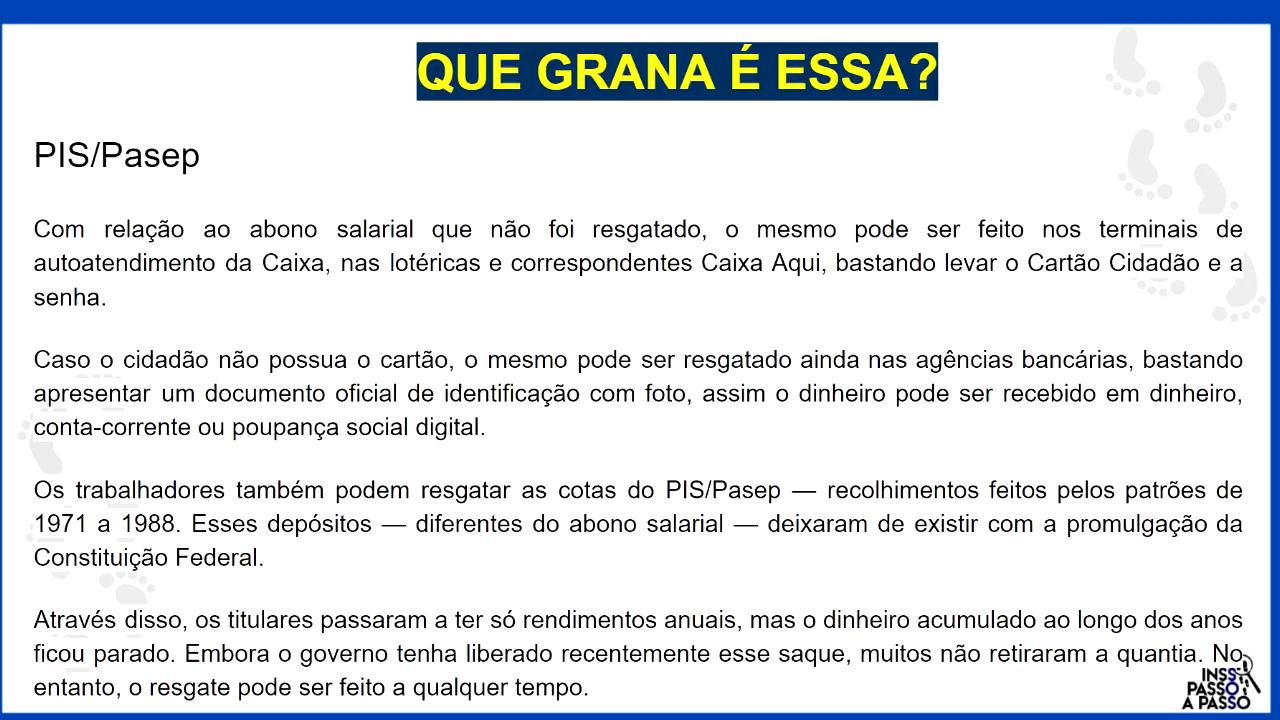 QUE GRANA É ESSA?
PIS/Pasep
Com relação ao abono salarial que não foi resgatado, o mesmo pode ser feito nos terminais de
autoatendimento da Caixa, nas lotéricas e correspondentes Caixa Aqui, bastando levar o Cartão Cidadão e a
senha.
Caso o cidadão não possua o cartão, o mesmo pode ser resgatado ainda nas agências bancárias, bastando
apresentar um documento oficial de identificação com foto, assim o dinheiro pode ser recebido em dinheiro,
conta-corrente ou poupança social digital.
Os trabalhadores também podem resgatar as cotas do PIS/Pasep — recolhimentos feitos pelos patrões de
1971 a 1988. Esses depósitos — diferentes do abono salarial — deixaram de existir com a promulgação da
Constituição Federal.
Através disso, os titulares passaram a ter só rendimentos anuais, mas o dinheiro acumulado ao longo dos anos
ficou parado. Embora o governo tenha liberado recentemente esse saque, muitos não retiraram a quantia. No
entanto, o resgate pode ser feito a qualquer tempo.
INSS
PASSO
A PASSO